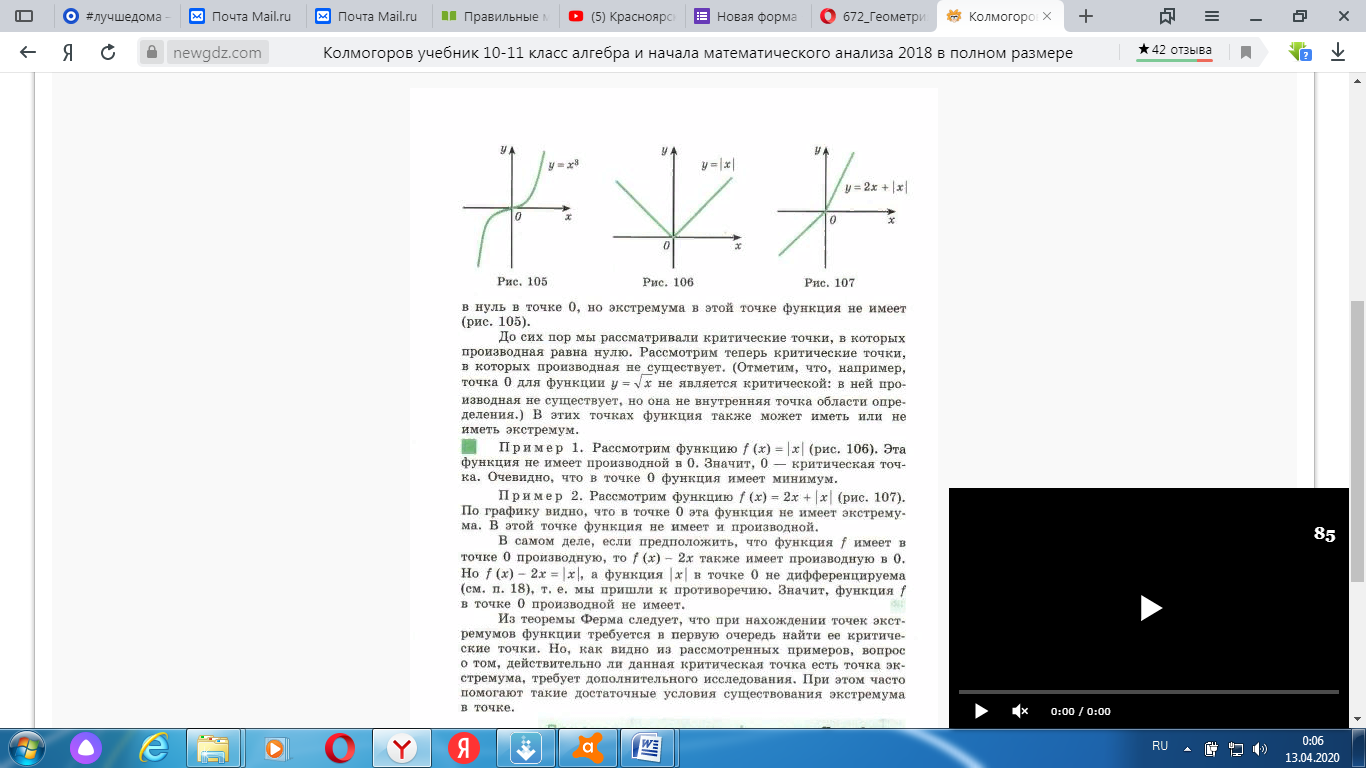 #лучшедома –
Почта Mail.ru
Почта Mail.ru
Правильные м
(5) Красноярс
Новая форма
672_Геометри
Колмогоров
newgdz.com
Колмогоров учебник 10-11 класс алгебра и начала математического анализа 2018 в полном размере
★42 отзыва
y
y = x³
0
x
Рис. 105
y
y = |x|
0
x
Рис. 106
y
y = 2x + |x|
0
x
Рис. 107
в нуль в точке 0, но экстремума в этой точке функция не имеет
(рис. 105).
До сих пор мы рассматривали критические точки, в которых
производная равна нулю. Рассмотрим теперь критические точки,
в которых производная не существует. (Отметим, что, например,
точка 0 для функции y = √x не является критической: в ней про-
изводная не существует, но она не внутренняя точка области опре-
деления.) В этих точках функция также может иметь или не
иметь экстремум.
Пример 1. Рассмотрим функцию f (x) = |x| (рис. 106). Эта
функция не имеет производной в 0. Значит, 0 — критическая точ-
ка. Очевидно, что в точке 0 функция имеет минимум.
Пример 2. Рассмотрим функцию f (x) = 2x + |x| (рис. 107).
По графику видно, что в точке 0 эта функция не имеет экстрему-
ма. В этой точке функция не имеет и производной.
В самом деле, если предположить, что функция f имеет в
точке 0 производную, то f (x) – 2x также имеет производную в 0.
Но f (x) – 2x = |x|, а функция |x| в точке 0 не дифференцируема
(см. п. 18), т. е. мы пришли к противоречию. Значит, функция f
в точке 0 производной не имеет.
Из теоремы Ферма следует, что при нахождении точек экст-
ремумов функции требуется в первую очередь найти ее критиче-
ские точки. Но, как видно из рассмотренных примеров, вопрос
о том, действительно ли данная критическая точка есть точка эк-
стремума, требует дополнительного исследования. При этом часто
помогают такие достаточные условия существования экстремума
в точке.
85
0:00 / 0:00
RU
0:06
13.04.2020